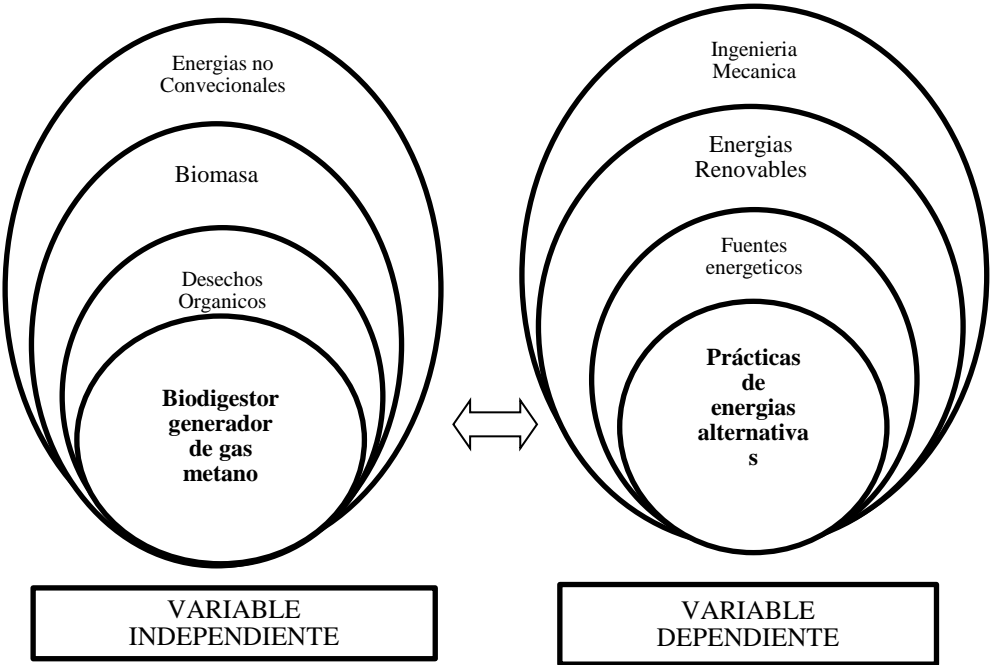 Energias no
Convecionales
Biomasa
Desechos
Organicos
Biodigestor
generador
de gas
metano
VARIABLE
INDEPENDIENTE
Ingenieria
Mecanica
Energias
Renovables
Fuentes
energeticos
Prácticas
de
energias
alternativa
s
VARIABLE
DEPENDIENTE